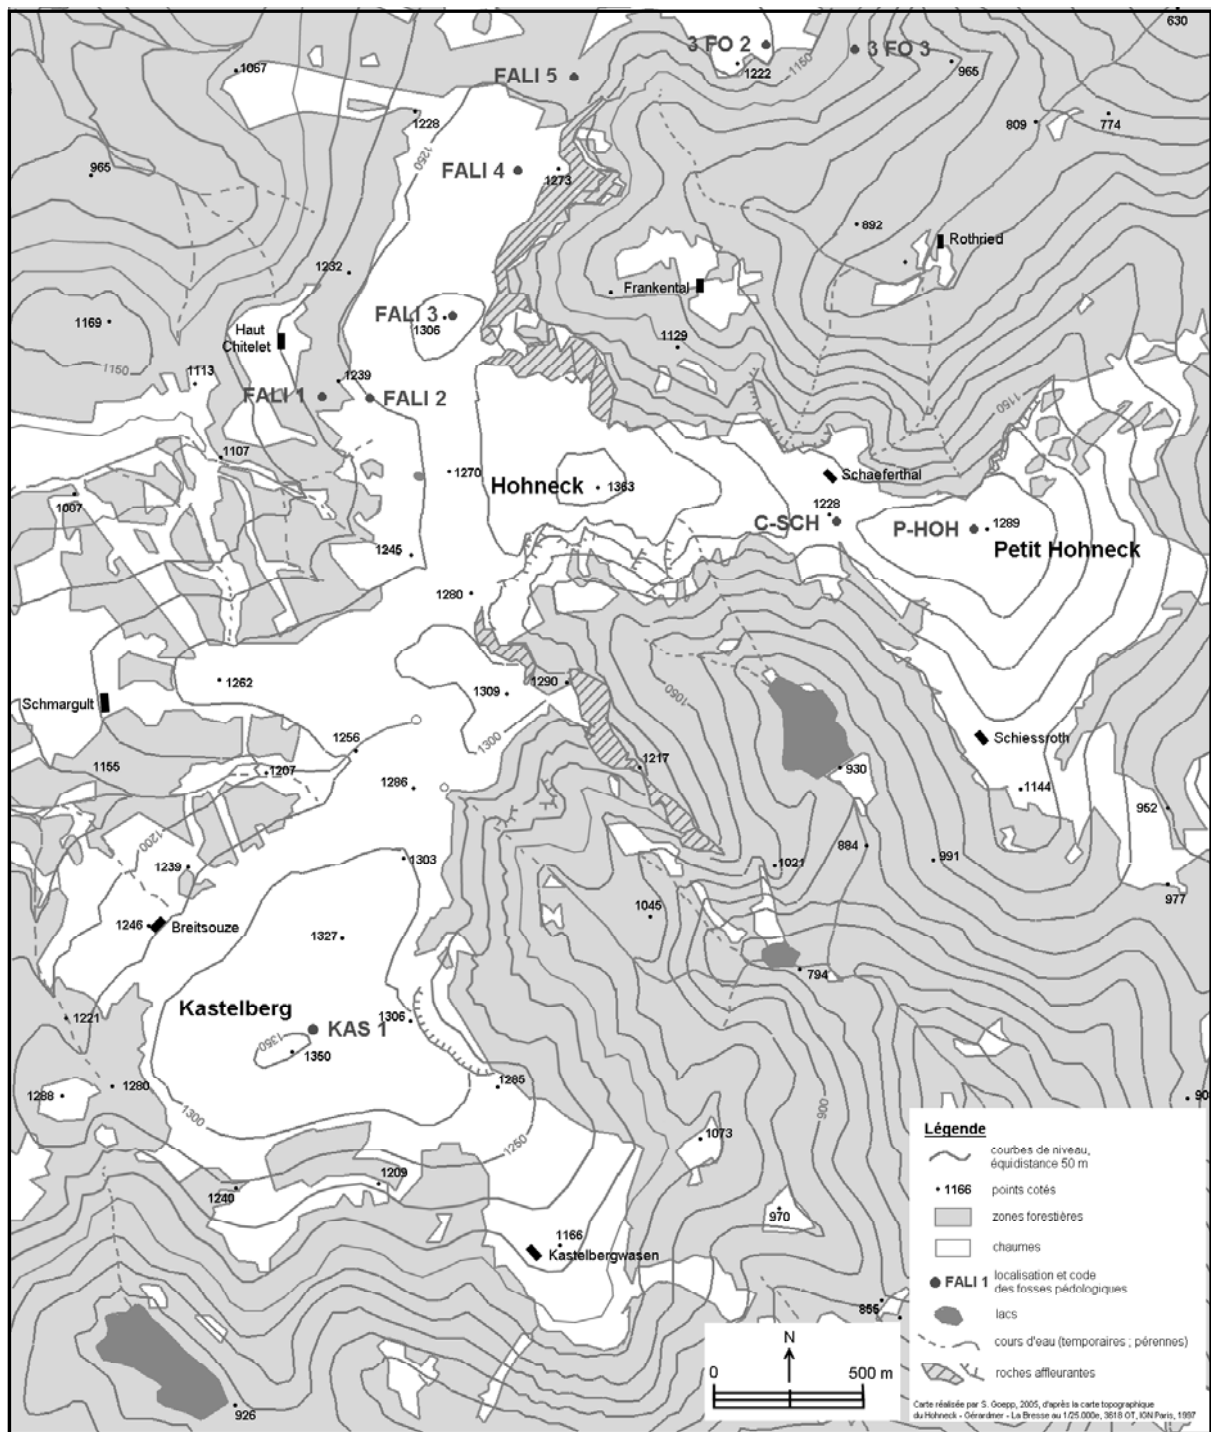 630
3 FO 2
1222
1150
3 FO 3
965
1067
FALI 5
809
774
1228
1250
965
FALI 4
1273
892
Rothried
1232
Frankental
1169
Haut
Chitelet
FALI 3
1306
1129
1150
1113
1239
FALI 1
FALI 2
1150
1107
1270
Hohneck
1363
Schaeferthal
1007
1228
C-SCH
P-HOH
1289
Petit Hohneck
1245
1280
1262
1309
1290
1050
Schmargult
1300
Schiessroth
1256
1155
1207
1217
930
1286
1144
952
1200
1239
1303
884
991
1021
977
1246
Breitsouze
1045
1327
794
Kastelberg
1221
KAS 1
1306
1350
1350
1280
1285
1288
1300
900
90
1250
1073
1209
1240
970
1166
Kastelbergwasen
855
926
Légende
courbes de niveau,
équidistance 50 m
1166 points cotés
zones forestières
chaumes
FALI 1 localisation et code
des fosses pédologiques
lacs
cours d'eau (temporaires ; pérennes)
roches affleurantes
N
0 500 m
Carte réalisée par S. Goepp, 2005, d'après la carte topographique
du Hohneck - Gérardmer - La Bresse au 1/25.000e, 3618 OT, IGN Paris, 1997